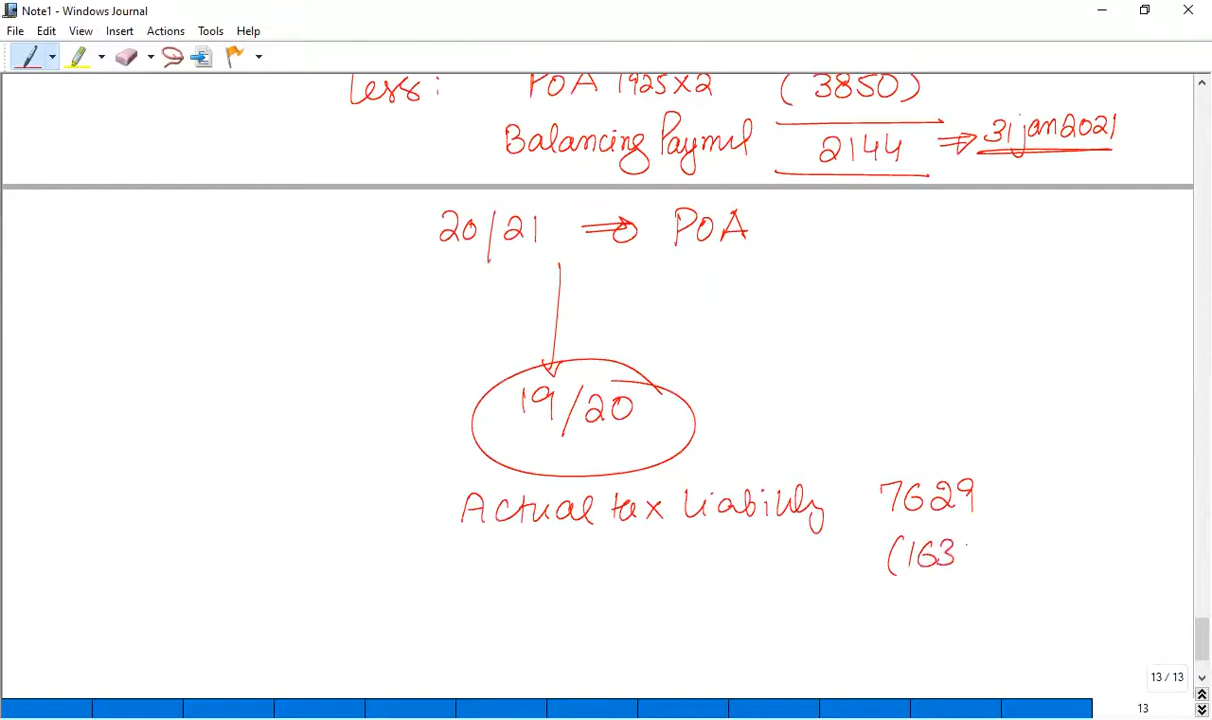 Note1 - Windows Journal
File Edit View Insert Actions Tools Help
Less: POA 1925X2 (3850)
Balancing 2144 ⇒ 31 jan 2021
20/21 ⇒ POA
19/20
Actual tax liability 7629
(163
13 / 13
13